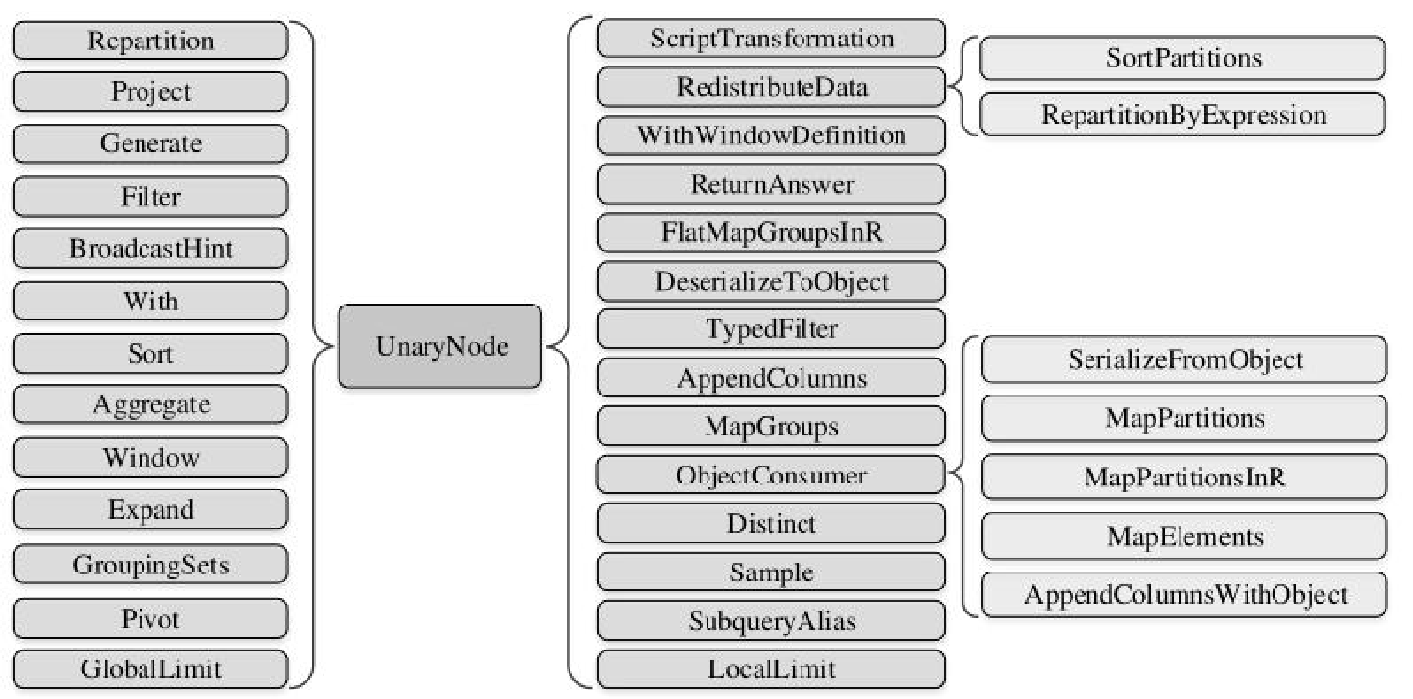 Repartition
Project
Generate
Filter
BroadcastHint
With
Sort
Aggregate
Window
Expand
GroupingSets
Pivot
GlobalLimit
UnaryNode
ScriptTransformation
RedistributeData
WithWindowDefinition
ReturnAnswer
FlatMapGroupsInR
DeserializeToObject
TypedFilter
AppendColumns
MapGroups
ObjectConsumer
Distinct
Sample
SubqueryAlias
LocalLimit
SortPartitions
RepartitionByExpression
SerializeFromObject
MapPartitions
MapPartitionsInR
MapElements
AppendColumnsWithObject